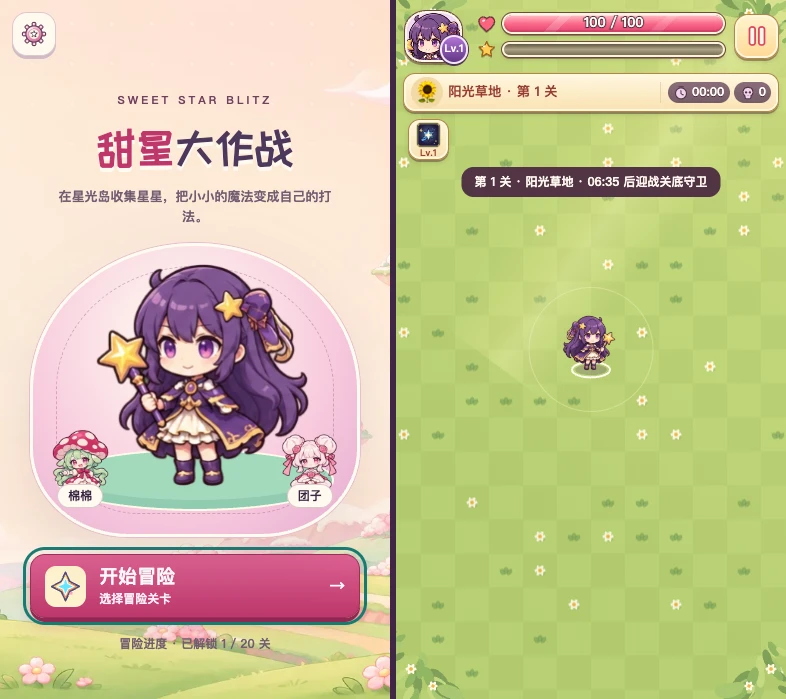 SWEET STAR BLITZ
甜星大作战
在星光岛收集星星，把小小的魔法变成自己的打
法。
棉棉
团子
开始冒险
选择冒险关卡
→
冒险进度 · 已解锁 1 / 20 关
100 / 100
Lv.1
阳光草地 · 第 1 关
00:00
0
Lv.1
第 1 关 · 阳光草地 · 06:35 后迎战关底守卫